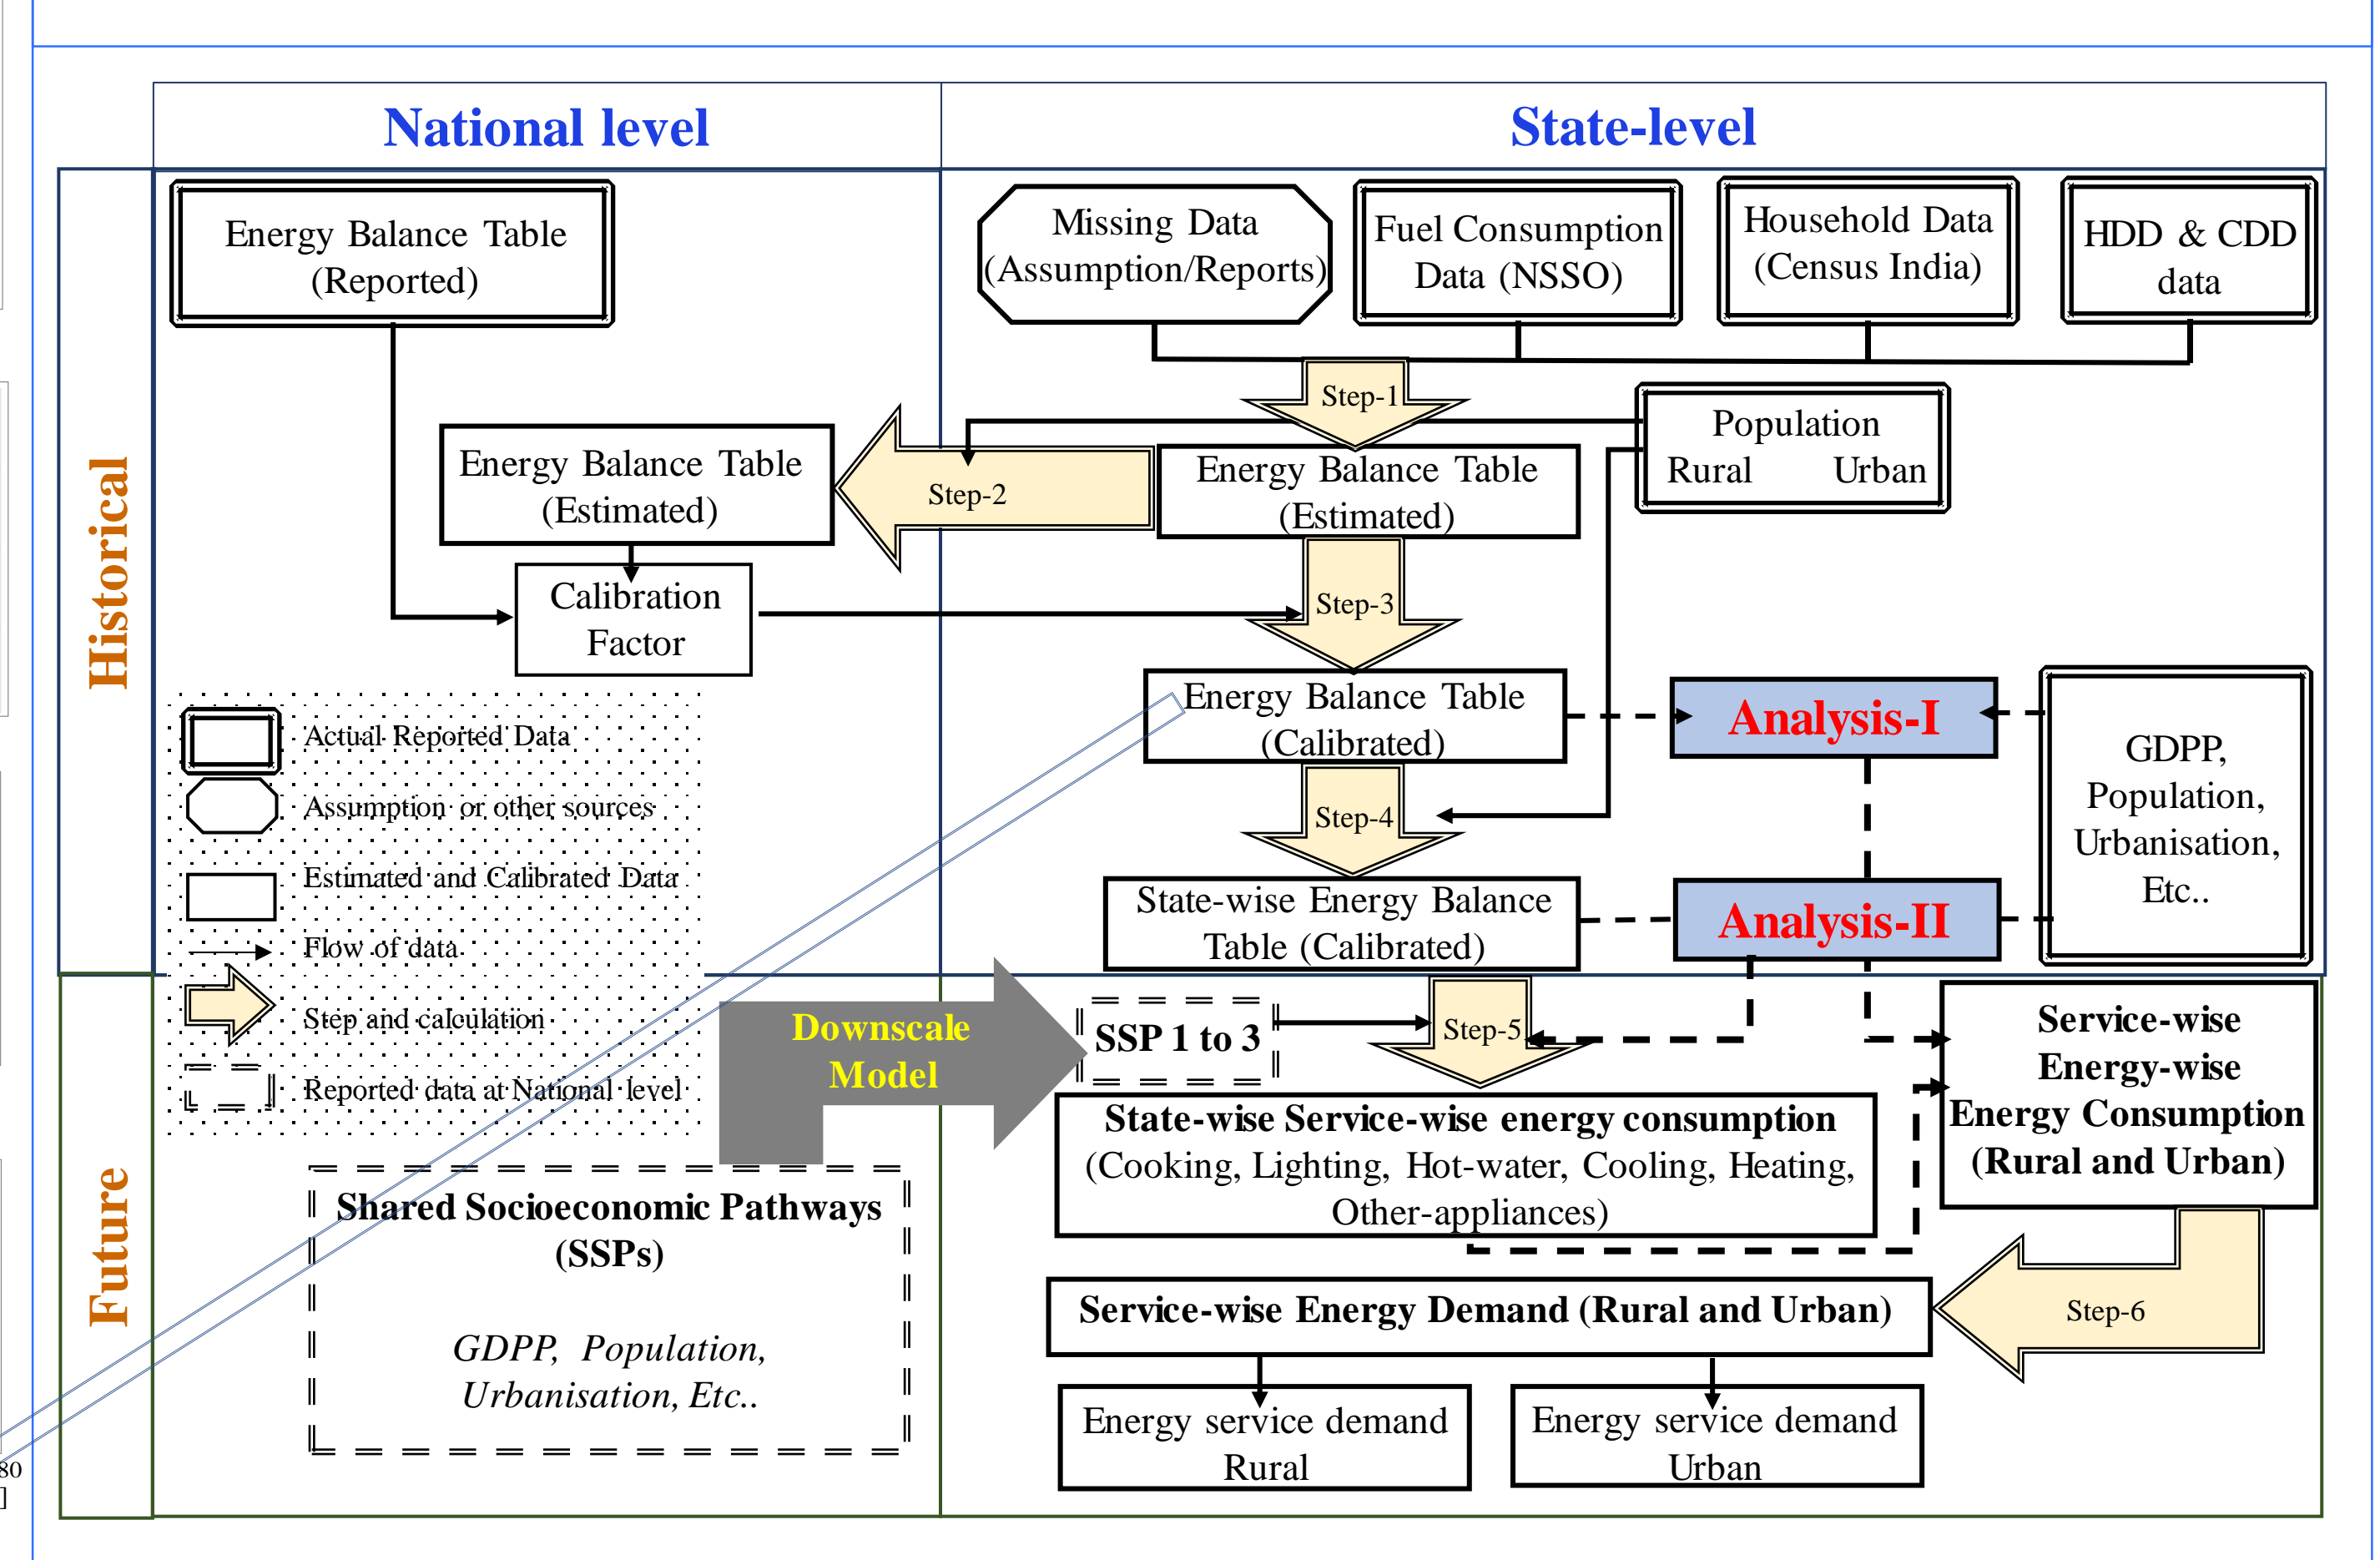 National level
State-level
Historical
Energy Balance Table
(Reported)
Missing Data
(Assumption/Reports)
Fuel Consumption
Data (NSSO)
Household Data
(Census India)
HDD & CDD
data
Step-1
Population
Rural Urban
Energy Balance Table
(Estimated)
Step-2
Energy Balance Table
(Estimated)
Calibration
Factor
Step-3
Energy Balance Table
(Calibrated)
Analysis-I
GDPP,
Population,
Urbanisation,
Etc..
Step-4
State-wise Energy Balance
Table (Calibrated)
Analysis-II
Actual Reported Data
Assumption or other sources
Estimated and Calibrated Data
Flow of data
Step and calculation
Reported data at National level
Future
Downscale
Model
SSP 1 to 3
Step-5
Service-wise
Energy-wise
Energy Consumption
(Rural and Urban)
State-wise Service-wise energy consumption
(Cooking, Lighting, Hot-water, Cooling, Heating,
Other-appliances)
Shared Socioeconomic Pathways
(SSPs)
GDPP, Population,
Urbanisation, Etc..
Service-wise Energy Demand (Rural and Urban)
Step-6
Energy service demand
Rural
Energy service demand
Urban
80
]